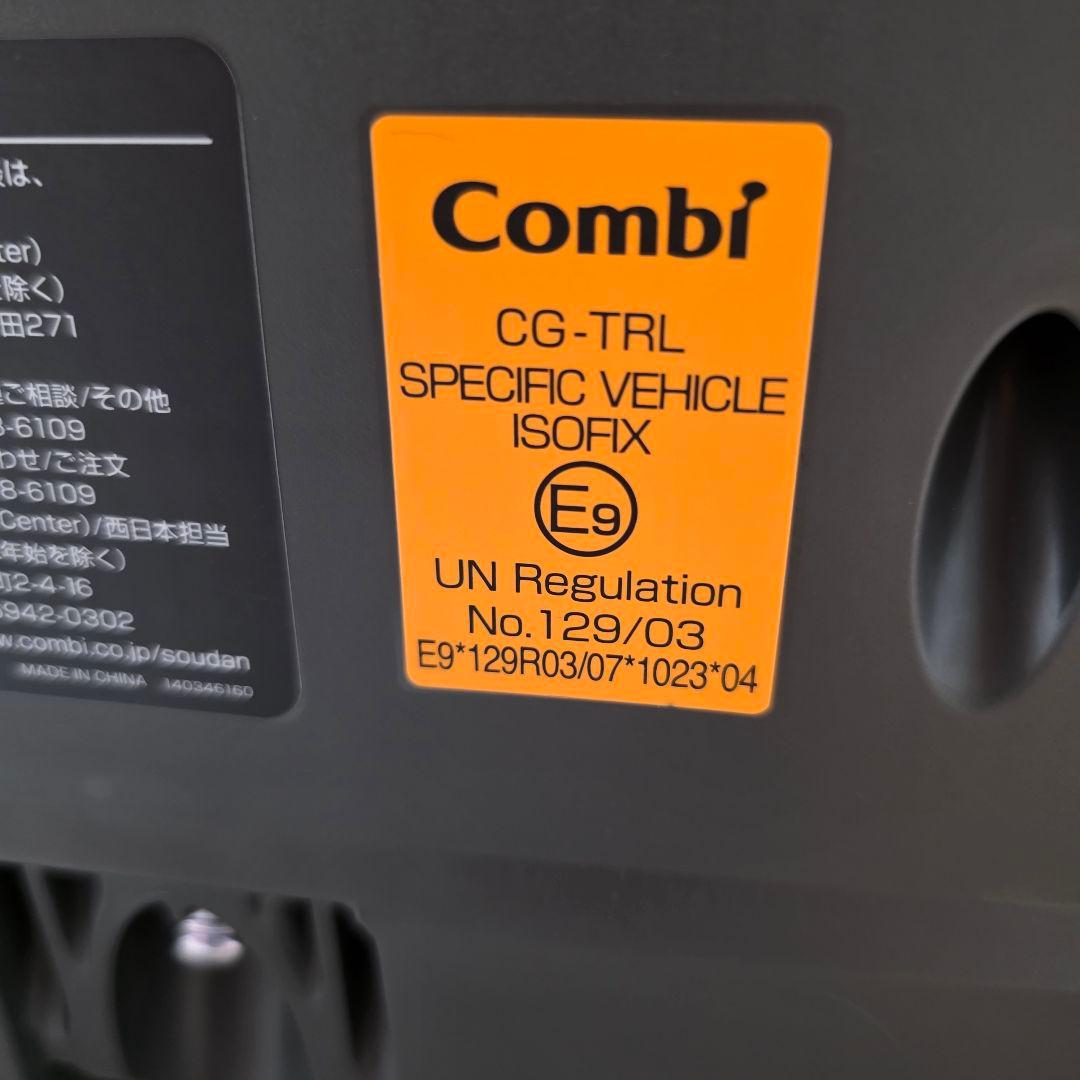 は、
ter)
除く)
田271
ご相談/その他
-6109
わせ/ご注文
8-6109
Center)/西日本担当
年始を除く)
町2-4-16
942-0302
w.combi.co.jp/soudan
MADE IN CHINA 140346160
Combi
CG-TRL
SPECIFIC VEHICLE
ISOFIX
E9
UN Regulation
No.129/03
E9*129R03/07*1023*04